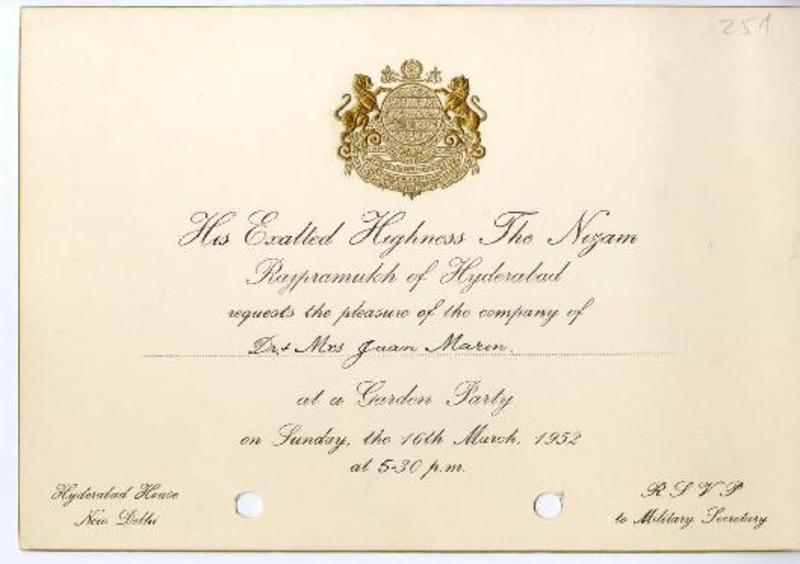 251
His Exalted Highness The Nizam
Rajpramukh of Hyderabad
requests the pleasure of the company of
Dr. + Mrs Juan Marin.
at a Garden Party
on Sunday, the 16th March, 1952
at 5-30 p.m.
Hyderabad House
New Delhi
R S V P
to Military Secretary